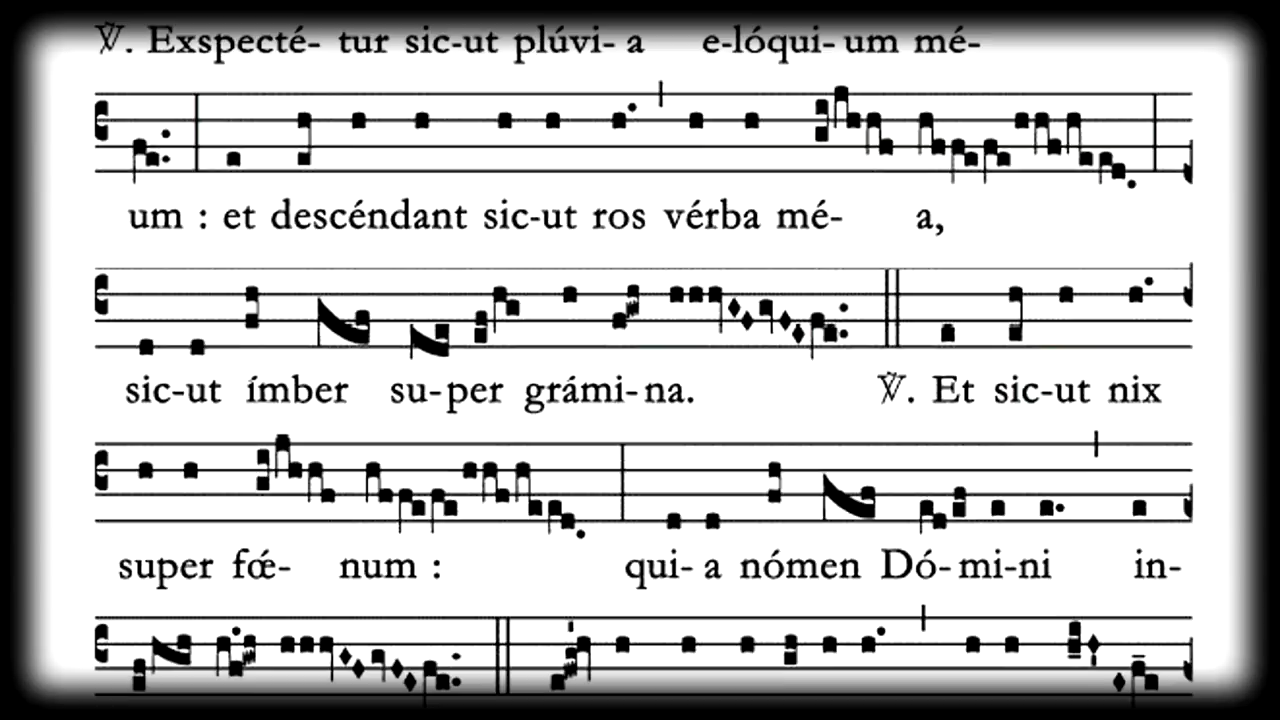 ℣. Exspecté- tur sic-ut plúvi- a e-lóqui- um mé-
um : et descéndant sic-ut ros vérba mé- a,
sic-ut ímber su-per grámi-na. ℣. Et sic-ut nix
super fœ́- num : qui- a nómen Dó-mi-ni in-